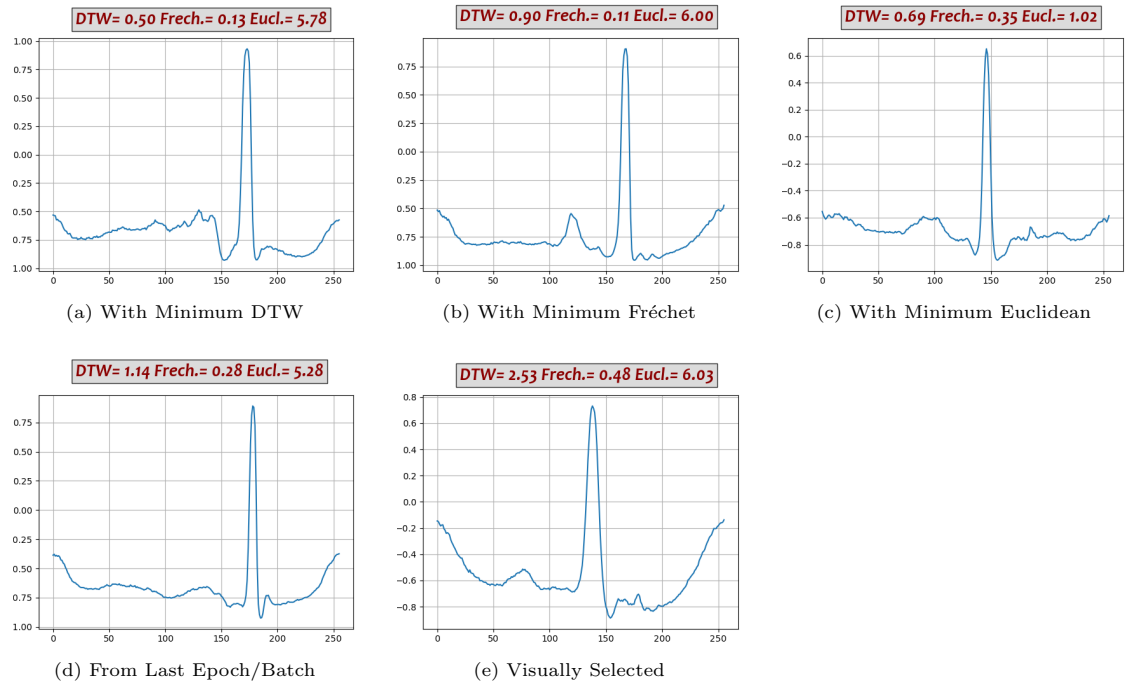 DTW= 0.50 Frech.= 0.13 Eucl.= 5.78
1.00
0.75
0.50
0.25
0.00
0.25
0.50
0.75
1.00
0 50 100 150 200 250
(a) With Minimum DTW
DTW= 0.90 Frech.= 0.11 Eucl.= 6.00
0.75
0.50
0.25
0.00
0.25
0.50
0.75
1.00
0 50 100 150 200 250
(b) With Minimum Fréchet
DTW= 0.69 Frech.= 0.35 Eucl.= 1.02
0.6
0.4
0.2
0.0
−0.2
−0.4
−0.6
−0.8
0 50 100 150 200 250
(c) With Minimum Euclidean
DTW= 1.14 Frech.= 0.28 Eucl.= 5.28
0.75
0.50
0.25
0.00
0.25
0.50
0.75
1.00
0 50 100 150 200 250
(d) From Last Epoch/Batch
DTW= 2.53 Frech.= 0.48 Eucl.= 6.03
0.8
0.6
0.4
0.2
0.0
−0.2
−0.4
−0.6
−0.8
0 50 100 150 200 250
(e) Visually Selected